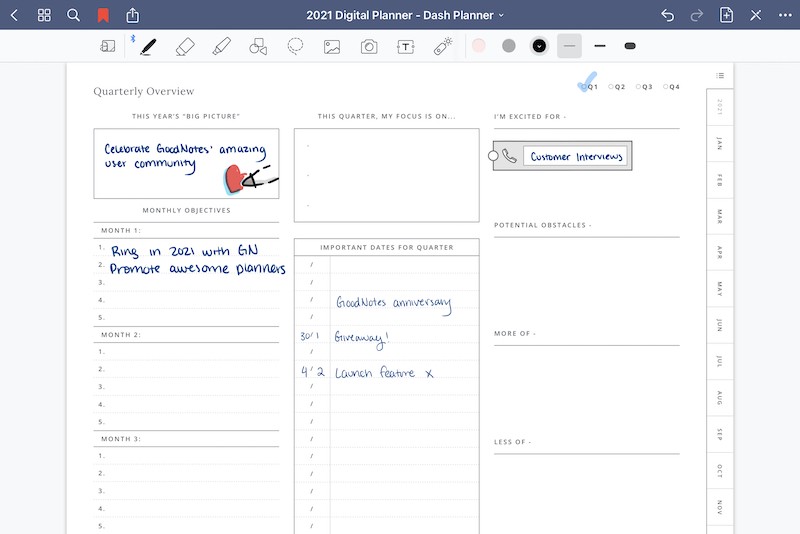 2021 Digital Planner - Dash Planner
Quarterly Overview
Q1 Q2 Q3 Q4
THIS YEAR'S "BIG PICTURE"
Celebrate GoodNotes' amazing
user community
MONTHLY OBJECTIVES
MONTH 1:
1. Ring in 2021 with GN
2. Promote awesome planners
3.
4.
5.
MONTH 2:
1.
2.
3.
4.
5.
MONTH 3:
1.
2.
3.
4.
5.
THIS QUARTER, MY FOCUS IS ON...
IMPORTANT DATES FOR QUARTER
/
/
/ GoodNotes anniversary
/
30/1 Giveaway!
/
4/2 Launch feature x
/
/
/
/
/
/
/
/
/
I'M EXCITED FOR -
Customer Interviews
POTENTIAL OBSTACLES -
MORE OF -
LESS OF -
2021
JAN
FEB
MAR
APR
MAY
JUN
JUL
AUG
SEP
OCT
NOV